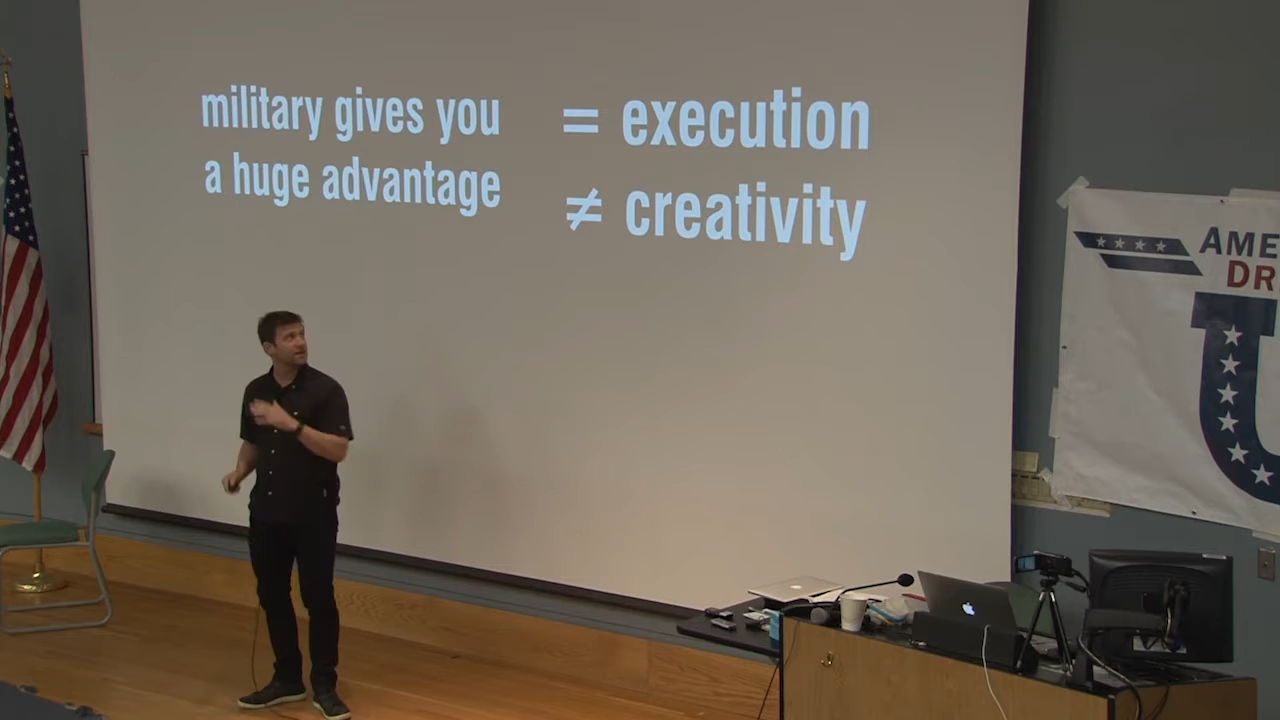 military gives you
a huge advantage
= execution
≠ creativity
AME
DR
U